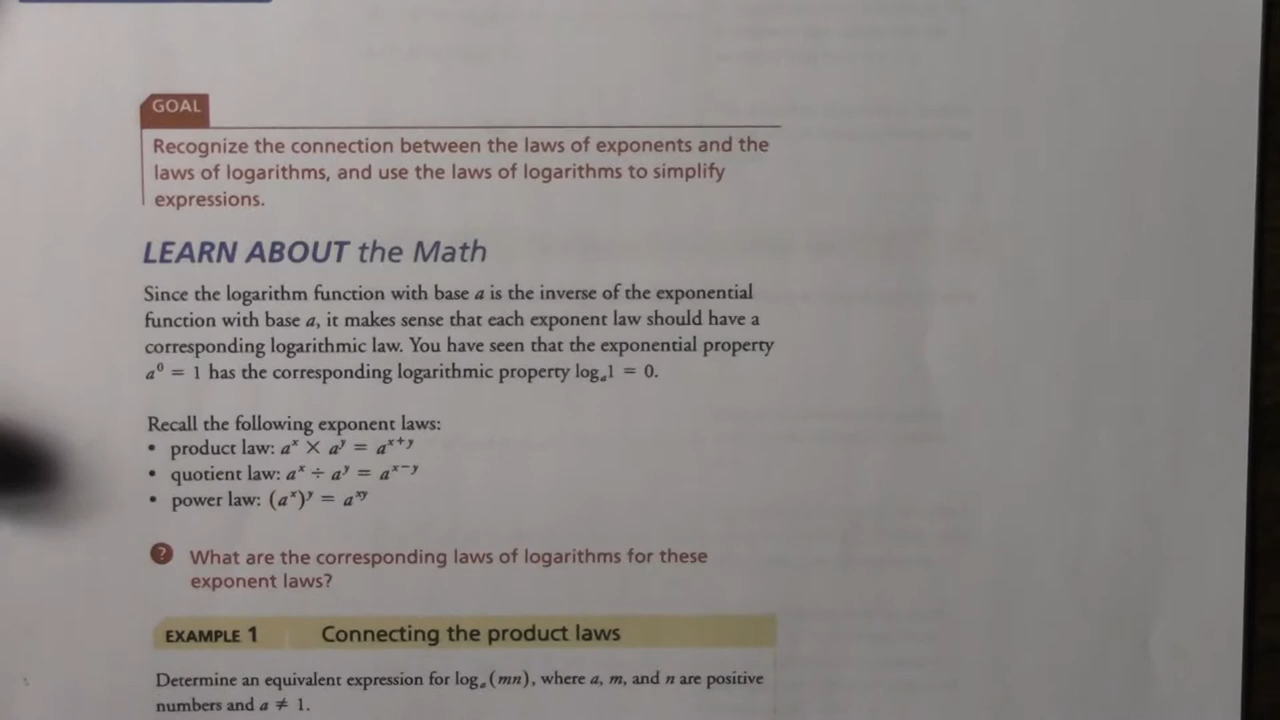 GOAL
Recognize the connection between the laws of exponents and the
laws of logarithms, and use the laws of logarithms to simplify
expressions.
LEARN ABOUT the Math
Since the logarithm function with base a is the inverse of the exponential
function with base a, it makes sense that each exponent law should have a
corresponding logarithmic law. You have seen that the exponential property
a⁰ = 1 has the corresponding logarithmic property logₐ1 = 0.
Recall the following exponent laws:
• product law: aˣ × aʸ = aˣ⁺ʸ
• quotient law: aˣ ÷ aʸ = aˣ⁻ʸ
• power law: (aˣ)ʸ = aˣʸ
? What are the corresponding laws of logarithms for these
exponent laws?
EXAMPLE 1 Connecting the product laws
Determine an equivalent expression for logₐ(mn), where a, m, and n are positive
numbers and a ≠ 1.